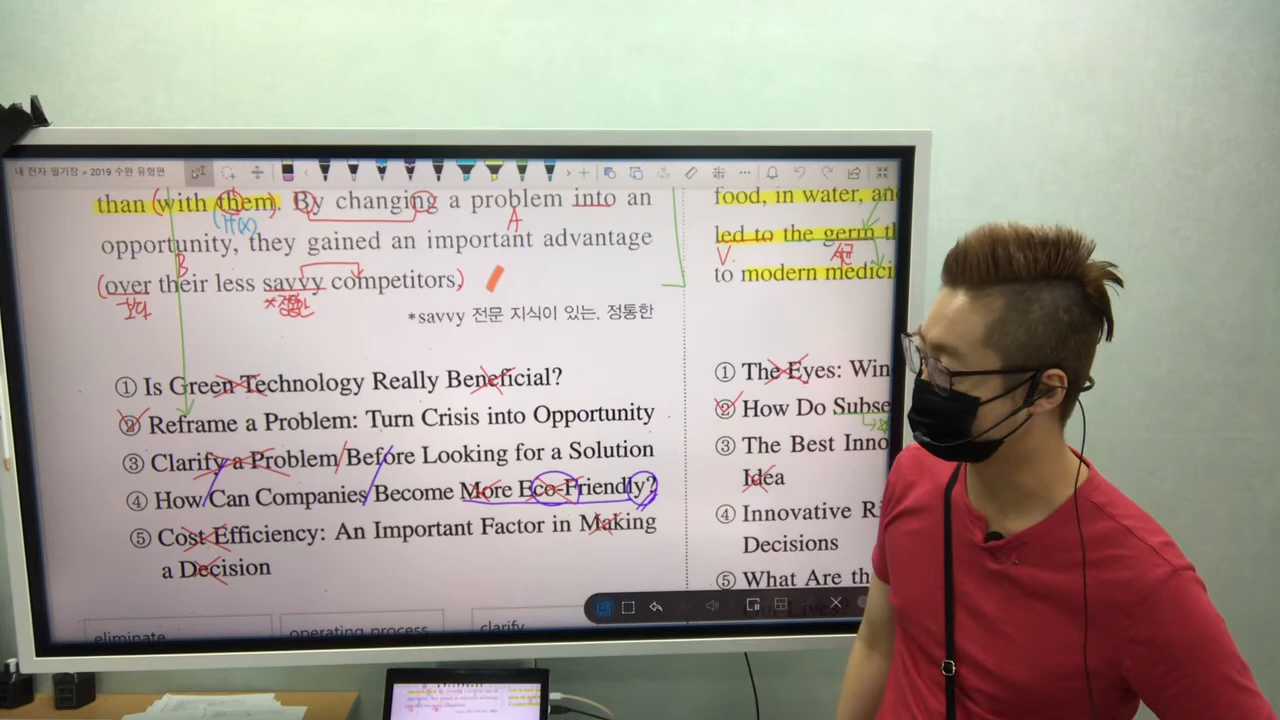 내 전자 필기장 » 2019 수완 유형편
than (with them). By changing a problem into an
it(x)
A
opportunity, they gained an important advantage
B
(over their less savvy competitors)
보다
*savvy 전문 지식이 있는, 정통한
① Is Green Technology Really Beneficial?
② Reframe a Problem: Turn Crisis into Opportunity
③ Clarify a Problem Before Looking for a Solution
④ How Can Companies Become More Eco-Friendly?
⑤ Cost Efficiency: An Important Factor in Making
a Decision
eliminate
operating process
clarify
food, in water, an
led to the germ t
V
세균
to modern medici
① The Eyes: Win
② How Do Subse
③ The Best Inno
Idea
④ Innovative Ri
Decisions
⑤ What Are th